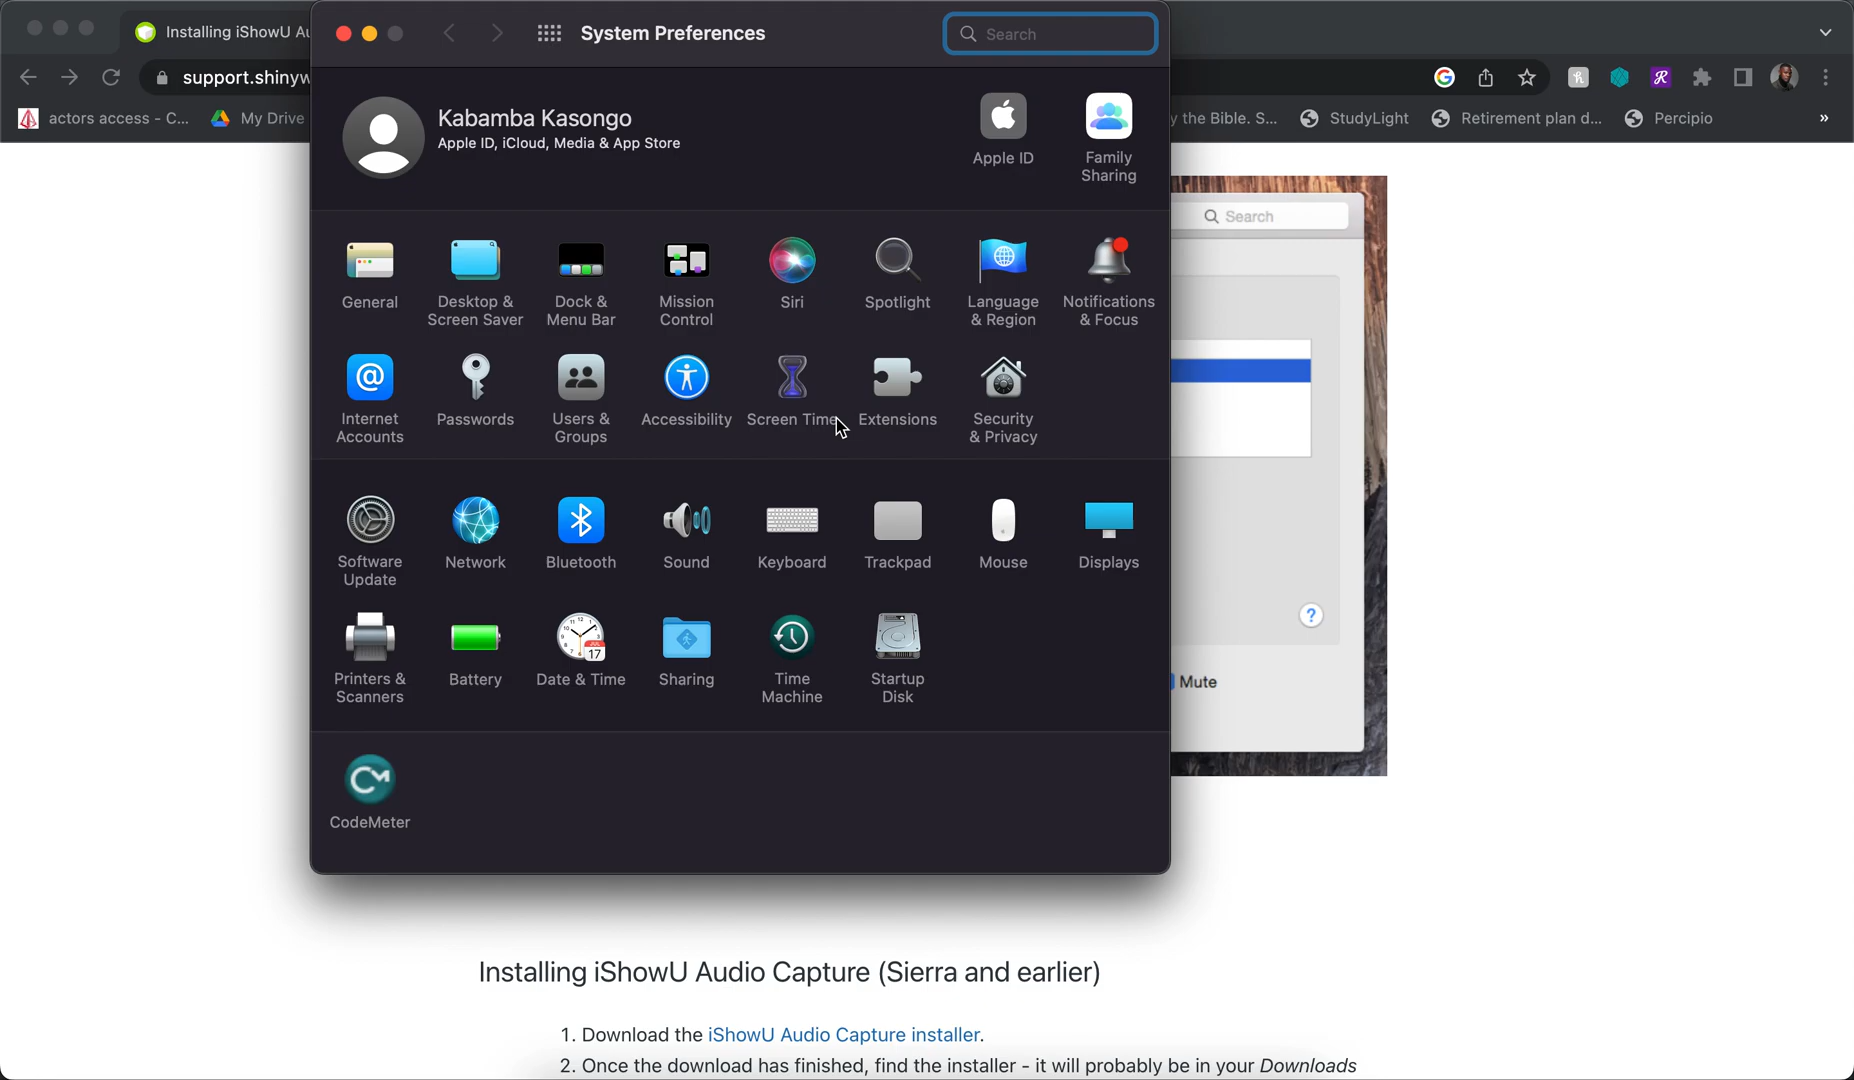 Installing iShowU Au
System Preferences
Search
support.shinyw
actors access - C...
My Drive
y the Bible. S...
StudyLight
Retirement plan d...
Percipio
»
Kabamba Kasongo
Apple ID, iCloud, Media & App Store
Apple ID
Family
Sharing
Search
General
Desktop &
Screen Saver
Dock &
Menu Bar
Mission
Control
Siri
Spotlight
Language
& Region
Notifications
& Focus
Internet
Accounts
Passwords
Users &
Groups
Accessibility
Screen Time
Extensions
Security
& Privacy
Software
Update
Network
Bluetooth
Sound
Keyboard
Trackpad
Mouse
Displays
?
Printers &
Scanners
Battery
JUL
17
Date & Time
Sharing
Time
Machine
Startup
Disk
Mute
CM
CodeMeter
Installing iShowU Audio Capture (Sierra and earlier)
1. Download the iShowU Audio Capture installer.
2. Once the download has finished, find the installer - it will probably be in your Downloads